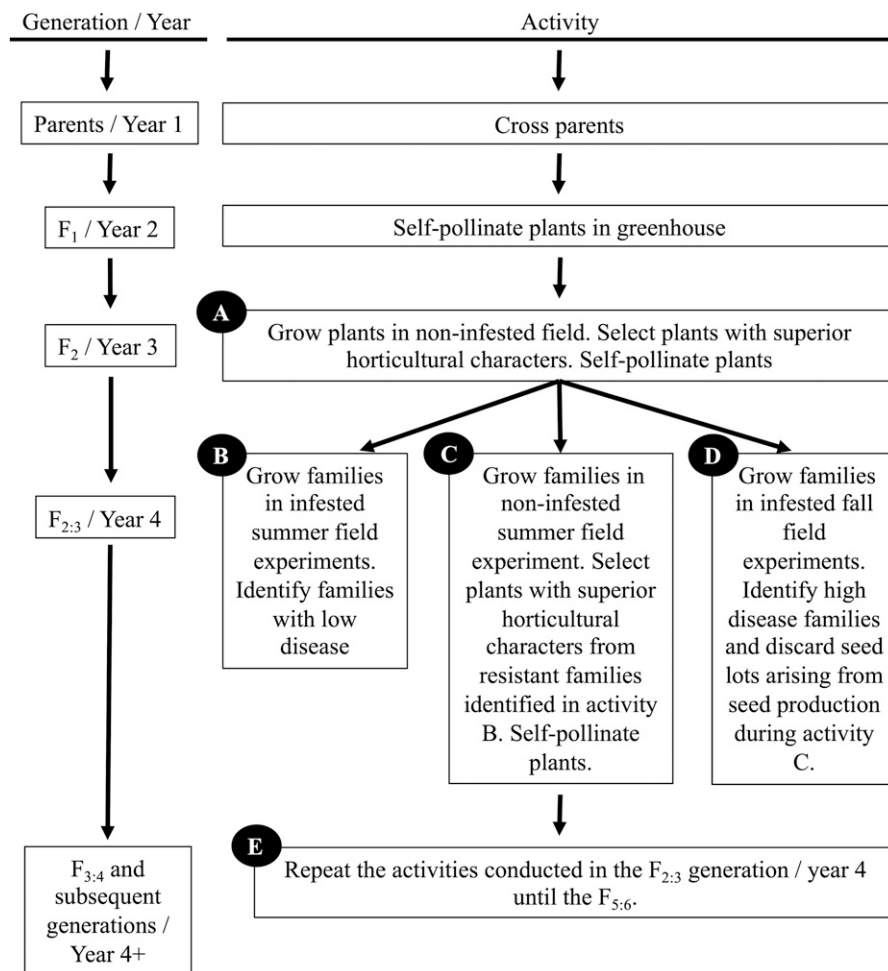 Generation / Year
Activity
Parents / Year 1
Cross parents
F1 / Year 2
Self-pollinate plants in greenhouse
A
F2 / Year 3
Grow plants in non-infested field. Select plants with superior
horticultural characters. Self-pollinate plants
F2:3 / Year 4
B
Grow families
in infested
summer field
experiments.
Identify families
with low
disease
C
Grow families in
non-infested
summer field
experiment. Select
plants with superior
horticultural
characters from
resistant families
identified in activity
B. Self-pollinate
plants.
D
Grow families
in infested fall
field
experiments.
Identify high
disease families
and discard seed
lots arising from
seed production
during activity
C.
F3:4 and
subsequent
generations /
Year 4+
E
Repeat the activities conducted in the F2:3 generation / year 4
until the F5:6.